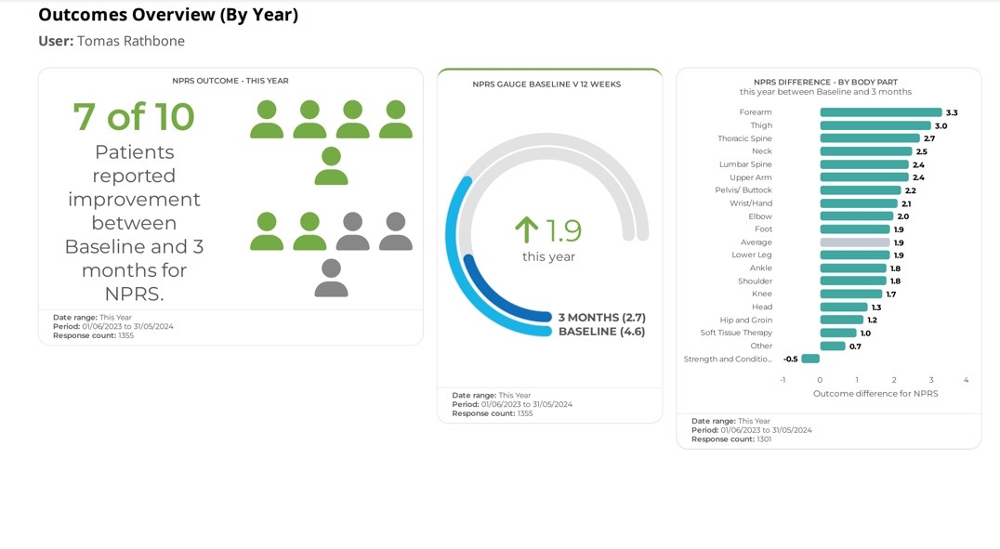 Outcomes Overview (By Year)
User: Tomas Rathbone
NPRS OUTCOME - THIS YEAR
7 of 10
Patients
reported
improvement
between
Baseline and 3
months for
NPRS.
Date range: This Year
Period: 01/06/2023 to 31/05/2024
Response count: 1355
NPRS GAUGE BASELINE V 12 WEEKS
1.9
this year
3 MONTHS (2.7)
BASELINE (4.6)
Date range: This Year
Period: 01/06/2023 to 31/05/2024
Response count: 1355
NPRS DIFFERENCE - BY BODY PART
this year between Baseline and 3 months
Forearm 3.3
Thigh 3.0
Thoracic Spine 2.7
Neck 2.5
Lumbar Spine 2.4
Upper Arm 2.4
Pelvis/ Buttock 2.2
Wrist/Hand 2.1
Elbow 2.0
Foot 1.9
Average 1.9
Lower Leg 1.9
Ankle 1.8
Shoulder 1.8
Knee 1.7
Head 1.3
Hip and Groin 1.2
Soft Tissue Therapy 1.0
Other 0.7
Strength and Conditio... -0.5
-1 0 1 2 3 4
Outcome difference for NPRS
Date range: This Year
Period: 01/06/2023 to 31/05/2024
Response count: 1301